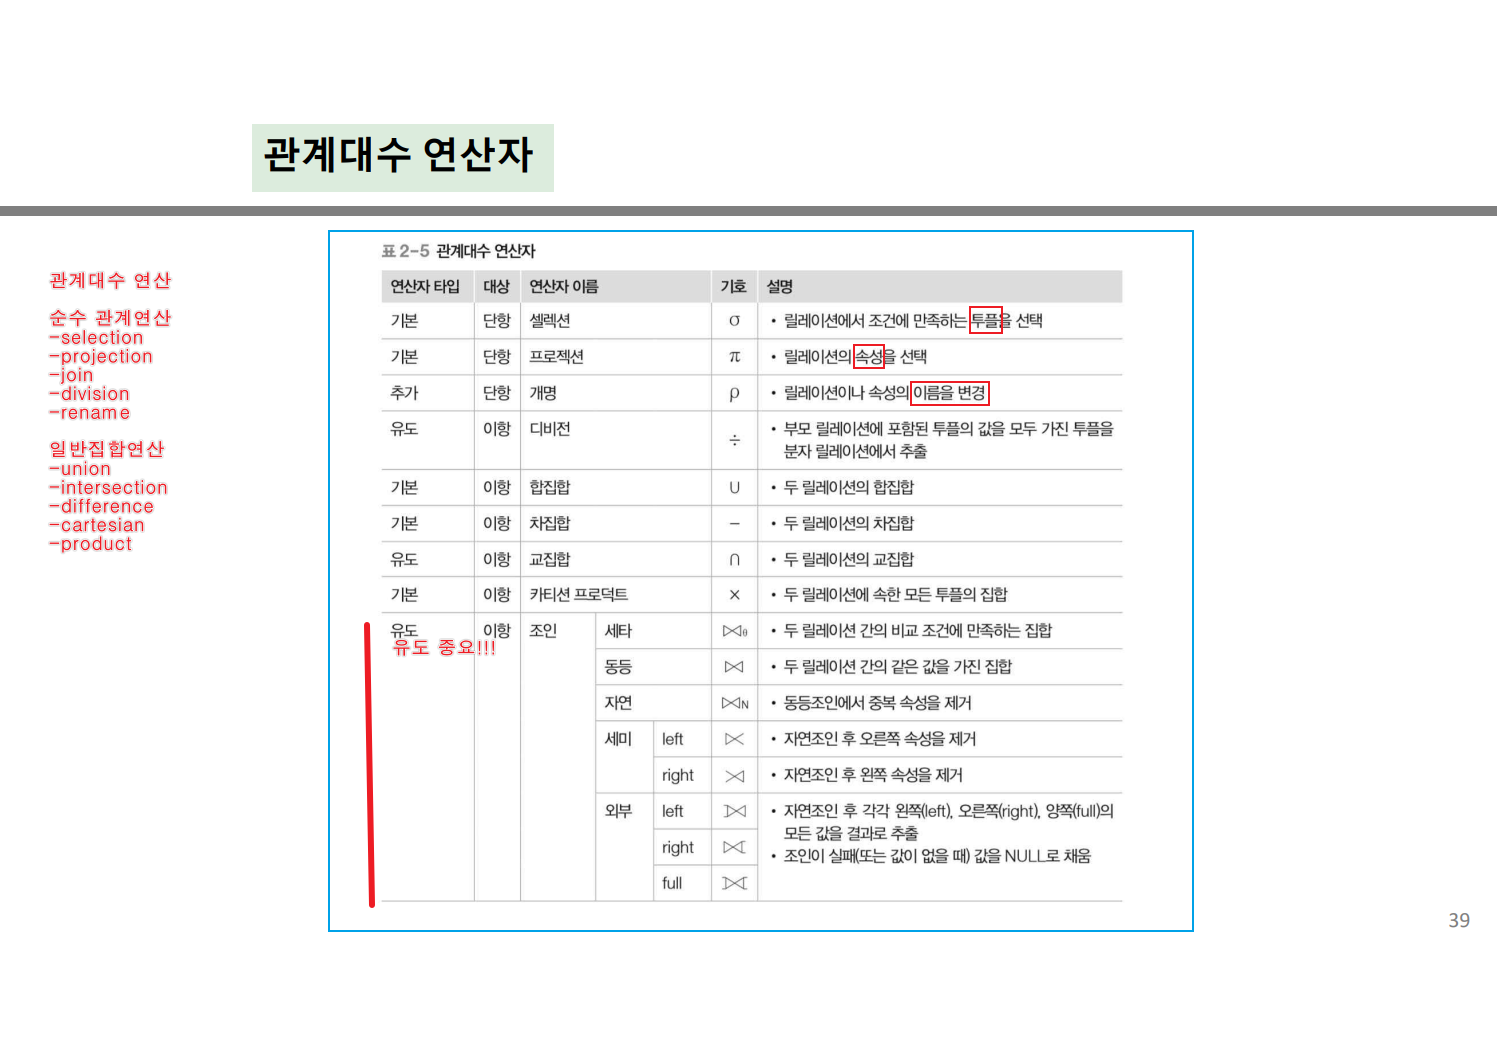 관계대수 연산자
관계대수 연산
순수 관계연산
-selection
-projection
-join
-division
-rename
일반집합연산
-union
-intersection
-difference
-cartesian
-product
표 2-5 관계대수 연산자
연산자 타입 대상 연산자 이름 기호 설명
기본 단항 셀렉션 σ • 릴레이션에서 조건에 만족하는 투플을 선택
기본 단항 프로젝션 π • 릴레이션의 속성을 선택
추가 단항 개명 ρ • 릴레이션이나 속성의 이름을 변경
유도 이항 디비전 ÷ • 부모 릴레이션에 포함된 투플의 값을 모두 가진 투플을
분자 릴레이션에서 추출
기본 이항 합집합 ∪ • 두 릴레이션의 합집합
기본 이항 차집합 − • 두 릴레이션의 차집합
유도 이항 교집합 ∩ • 두 릴레이션의 교집합
기본 이항 카티션 프로덕트 × • 두 릴레이션에 속한 모든 투플의 집합
유도 이항 조인 세타 ⋈θ • 두 릴레이션 간의 비교 조건에 만족하는 집합
유도 중요!!!
동등 ⋈ • 두 릴레이션 간의 같은 값을 가진 집합
자연 ⋈N • 동등조인에서 중복 속성을 제거
세미 left ⋉ • 자연조인 후 오른쪽 속성을 제거
right ⋊ • 자연조인 후 왼쪽 속성을 제거
외부 left ⟕ • 자연조인 후 각각 왼쪽(left), 오른쪽(right), 양쪽(full)의
모든 값을 결과로 추출
right ⟖ • 조인이 실패(또는 값이 없을 때) 값을 NULL로 채움
full ⟗
39